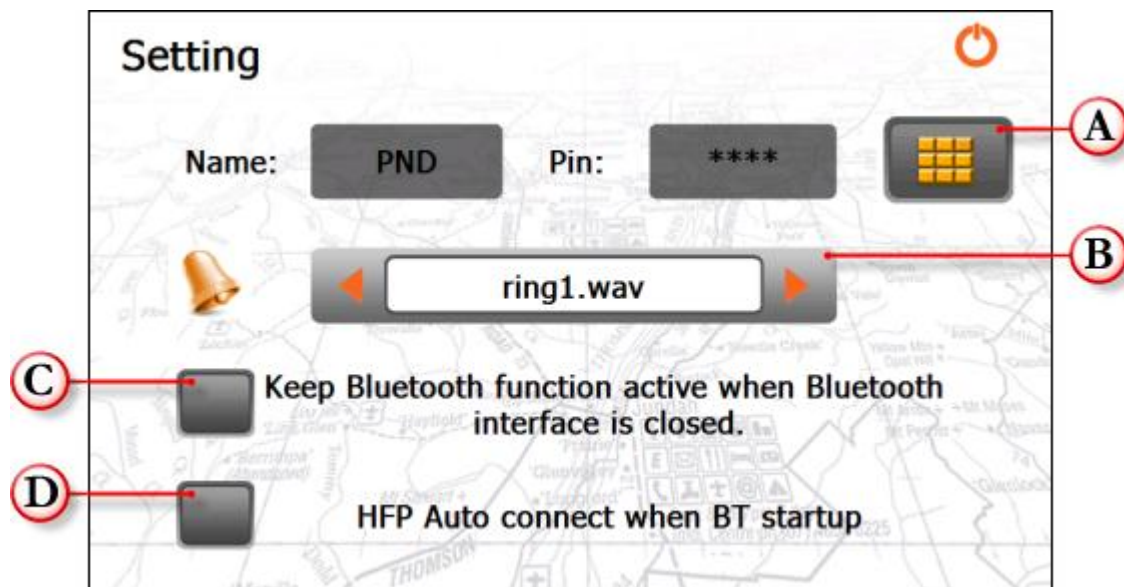 Setting
Name: PND Pin: ****
A
ring1.wav
B
C
Keep Bluetooth function active when Bluetooth
interface is closed.
D
HFP Auto connect when BT startup
THOMSON